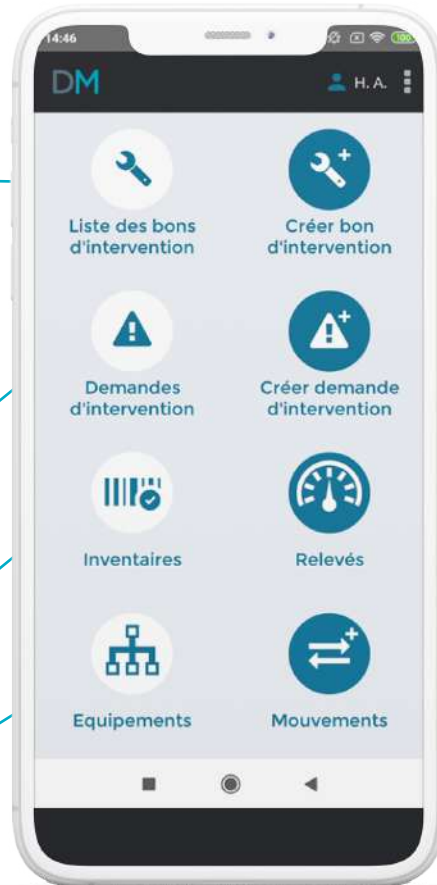 14:46
100
DM
H. A.
Liste des bons
d'intervention
Créer bon
d'intervention
Demandes
d'intervention
Créer demande
d'intervention
Inventaires
Relevés
Equipements
Mouvements